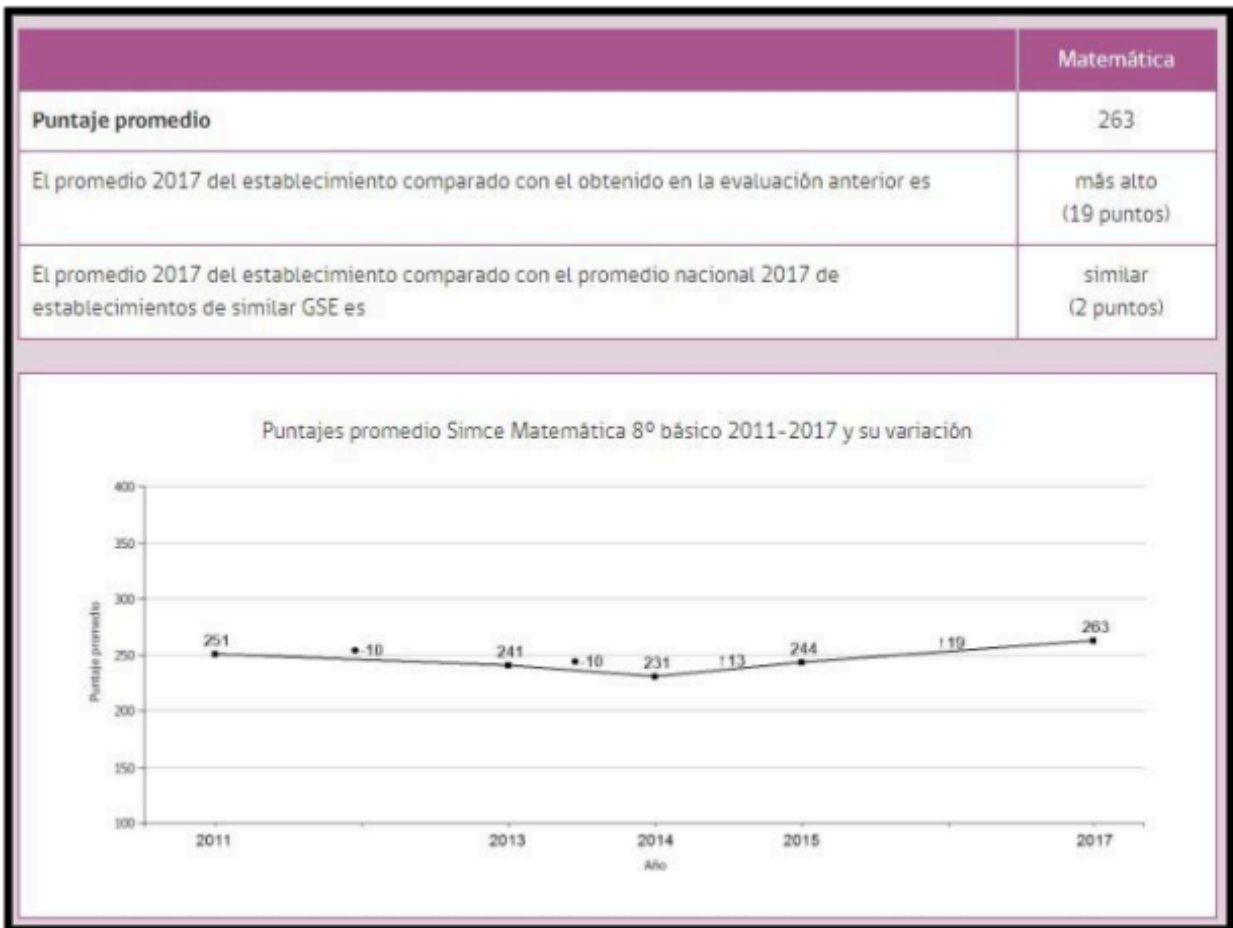 Matemática
Puntaje promedio 263
El promedio 2017 del establecimiento comparado con el obtenido en la evaluación anterior es más alto
(19 puntos)
El promedio 2017 del establecimiento comparado con el promedio nacional 2017 de similar
establecimientos de similar GSE es (2 puntos)
Puntajes promedio Simce Matemática 8º básico 2011-2017 y su variación
400
350
300
250
200
150
100
Puntaje promedio
251 • -10 241 • -10 231 ↑13 244 ↑19 263
2011 2013 2014 2015 2017
Año